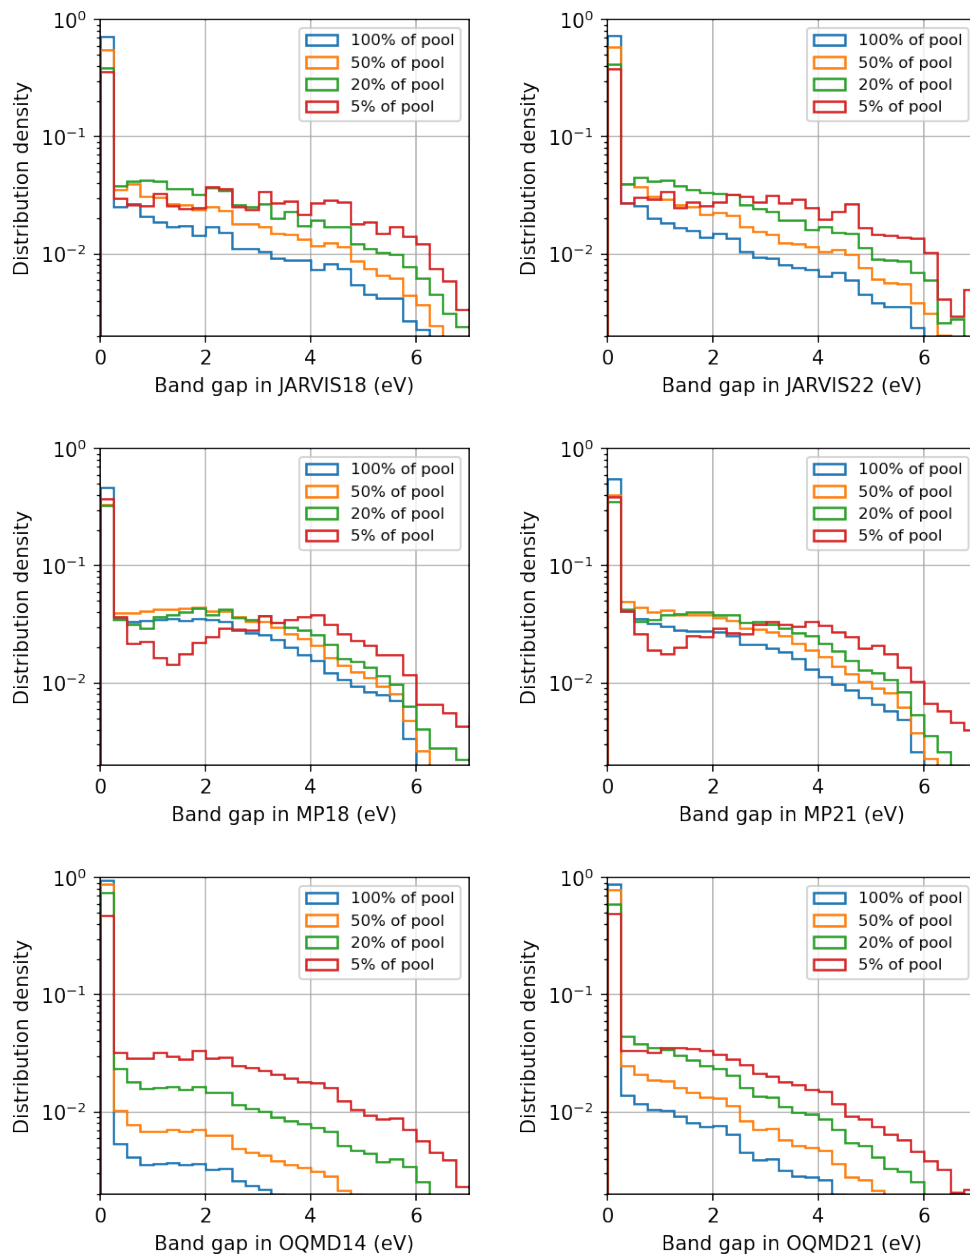 10⁰
10⁻¹
10⁻²
Distribution density
100% of pool
50% of pool
20% of pool
5% of pool
0 2 4 6
Band gap in JARVIS18 (eV)
10⁰
10⁻¹
10⁻²
Distribution density
100% of pool
50% of pool
20% of pool
5% of pool
0 2 4 6
Band gap in JARVIS22 (eV)
10⁰
10⁻¹
10⁻²
Distribution density
100% of pool
50% of pool
20% of pool
5% of pool
0 2 4 6
Band gap in MP18 (eV)
10⁰
10⁻¹
10⁻²
Distribution density
100% of pool
50% of pool
20% of pool
5% of pool
0 2 4 6
Band gap in MP21 (eV)
10⁰
10⁻¹
10⁻²
Distribution density
100% of pool
50% of pool
20% of pool
5% of pool
0 2 4 6
Band gap in OQMD14 (eV)
10⁰
10⁻¹
10⁻²
Distribution density
100% of pool
50% of pool
20% of pool
5% of pool
0 2 4 6
Band gap in OQMD21 (eV)